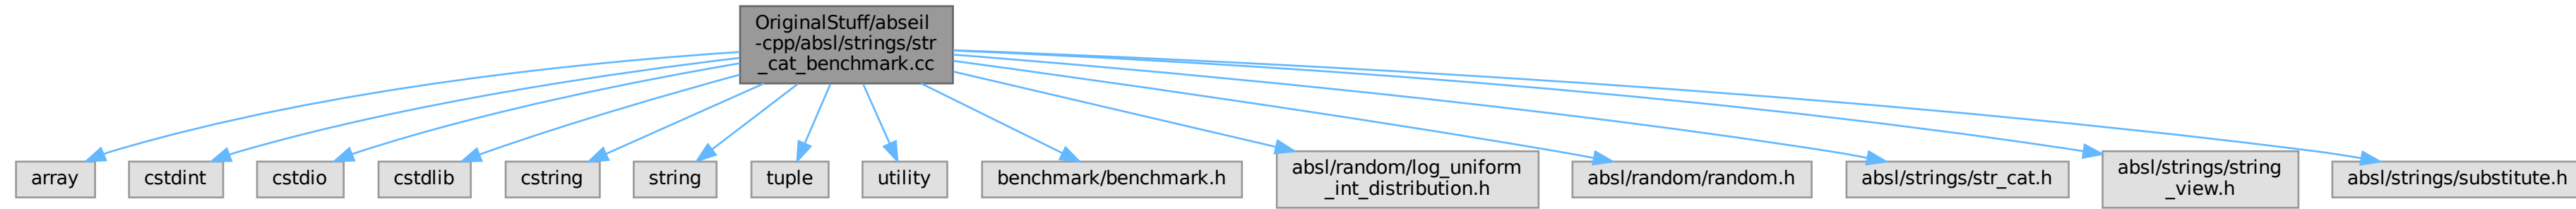 OriginalStuff/abseil
-cpp/absl/strings/str
_cat_benchmark.cc
array
cstdint
cstdio
cstdlib
cstring
string
tuple
utility
benchmark/benchmark.h
absl/random/log_uniform
_int_distribution.h
absl/random/random.h
absl/strings/str_cat.h
absl/strings/string
_view.h
absl/strings/substitute.h